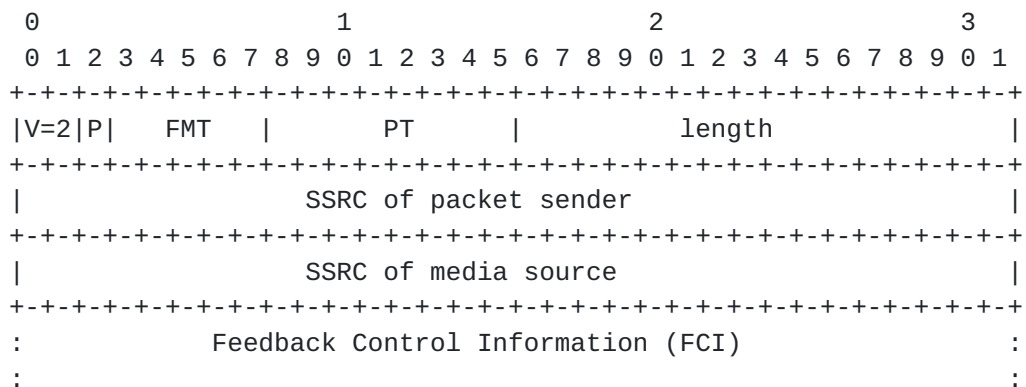 0                   1                   2                   3
 0 1 2 3 4 5 6 7 8 9 0 1 2 3 4 5 6 7 8 9 0 1 2 3 4 5 6 7 8 9 0 1
+-+-+-+-+-+-+-+-+-+-+-+-+-+-+-+-+-+-+-+-+-+-+-+-+-+-+-+-+-+-+-+-+
|V=2|P|   FMT   |       PT      |          length               |
+-+-+-+-+-+-+-+-+-+-+-+-+-+-+-+-+-+-+-+-+-+-+-+-+-+-+-+-+-+-+-+-+
|                  SSRC of packet sender                        |
+-+-+-+-+-+-+-+-+-+-+-+-+-+-+-+-+-+-+-+-+-+-+-+-+-+-+-+-+-+-+-+-+
|                  SSRC of media source                         |
+-+-+-+-+-+-+-+-+-+-+-+-+-+-+-+-+-+-+-+-+-+-+-+-+-+-+-+-+-+-+-+-+
:            Feedback Control Information (FCI)                 :
:                                                               :